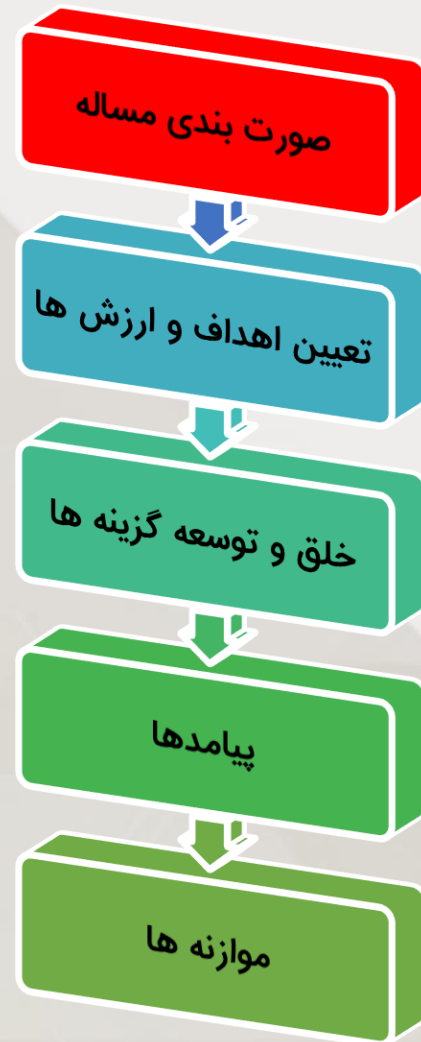 صورت بندی مساله
تعیین اهداف و ارزش ها
خلق و توسعه گزینه ها
پیامدها
موازنه ها